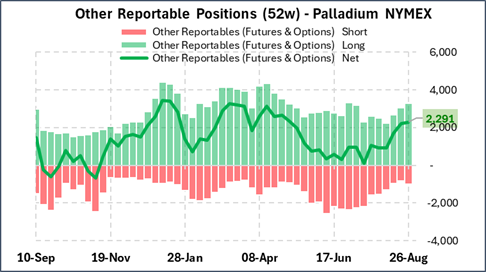 Other Reportable Positions (52w) - Palladium NYMEX
Other Reportables (Futures & Options) Short
Other Reportables (Futures & Options) Long
Other Reportables (Futures & Options) Net
6,000
4,000
2,291
2,000
-
-2,000
-4,000
10-Sep 19-Nov 28-Jan 08-Apr 17-Jun 26-Aug